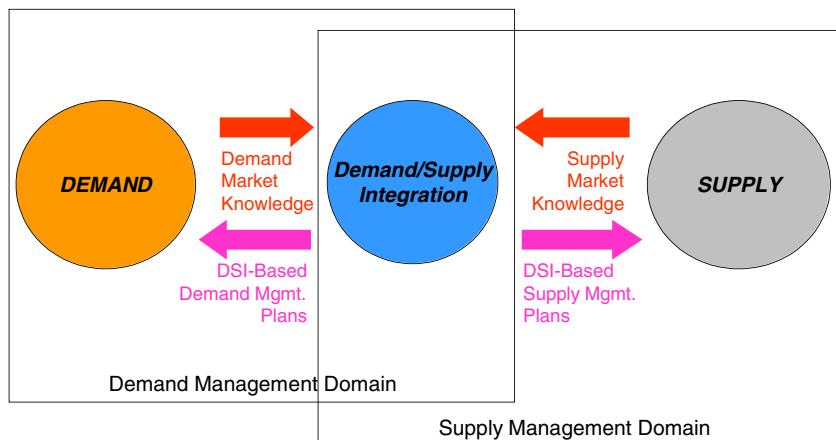 DEMAND
Demand
Market
Knowledge
DSI-Based
Demand Mgmt.
Plans
Demand/Supply
Integration
Supply
Market
Knowledge
DSI-Based
Supply Mgmt.
Plans
SUPPLY
Demand Management Domain
Supply Management Domain